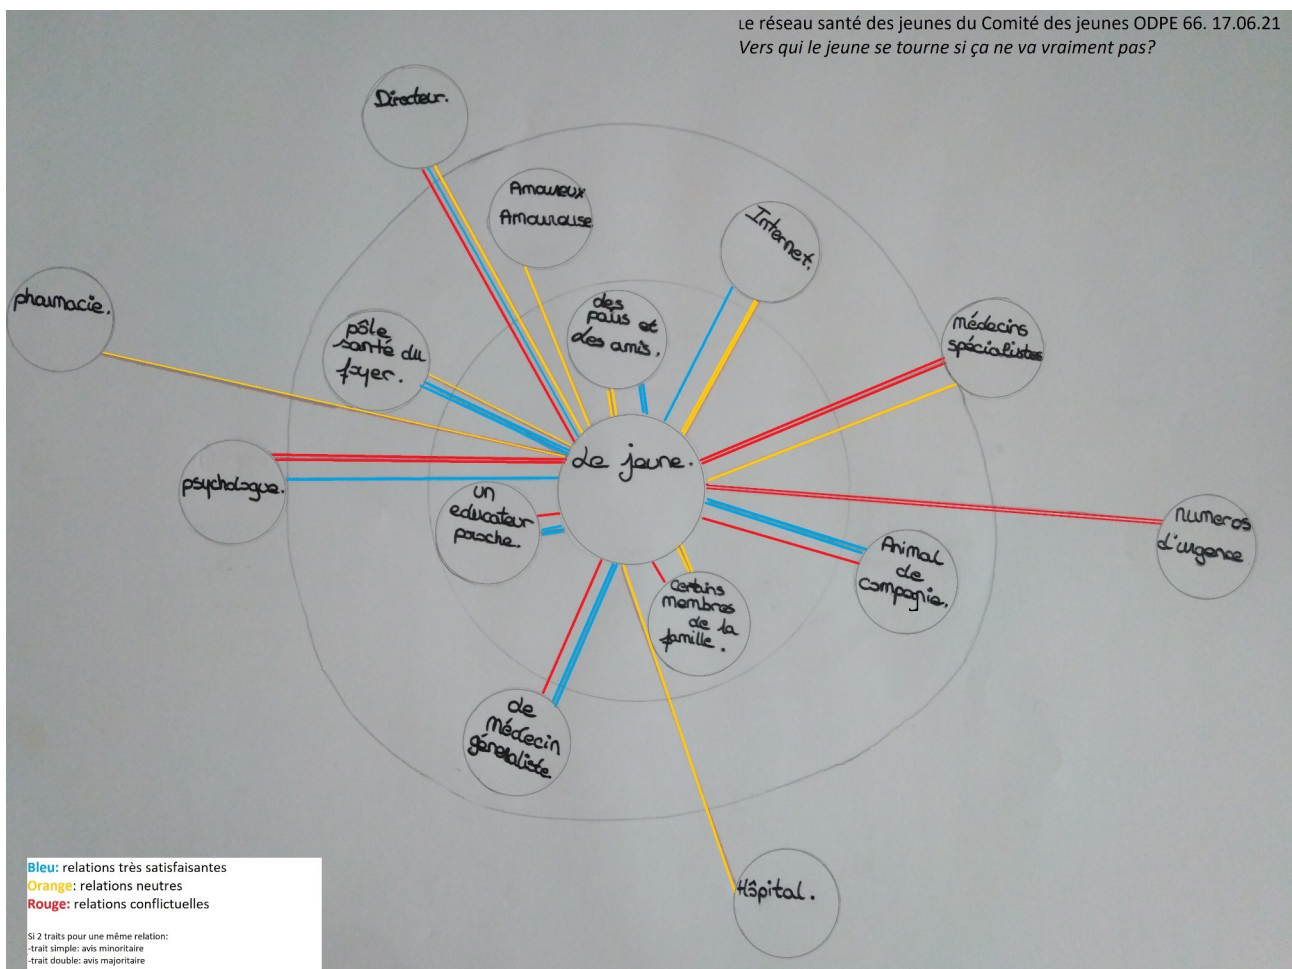 Le réseau santé des jeunes du Comité des jeunes ODPE 66. 17.06.21
Vers qui le jeune se tourne si ça ne va vraiment pas?
Directeur.
Amoureux
Amoureuse
Internet.
pharmacie.
pôle
santé du
foyer.
des
pairs et
des amis.
médecins
spécialistes
Le jeune.
psychologue.
un
educateur
proche.
numeros
d'urgence
Animal
de
compagnie.
Certains
membres
de la
famille.
Le
médecin
généraliste
Hôpital.
Bleu: relations très satisfaisantes
Orange: relations neutres
Rouge: relations conflictuelles
Si 2 traits pour une même relation:
-trait simple: avis minoritaire
-trait double: avis majoritaire